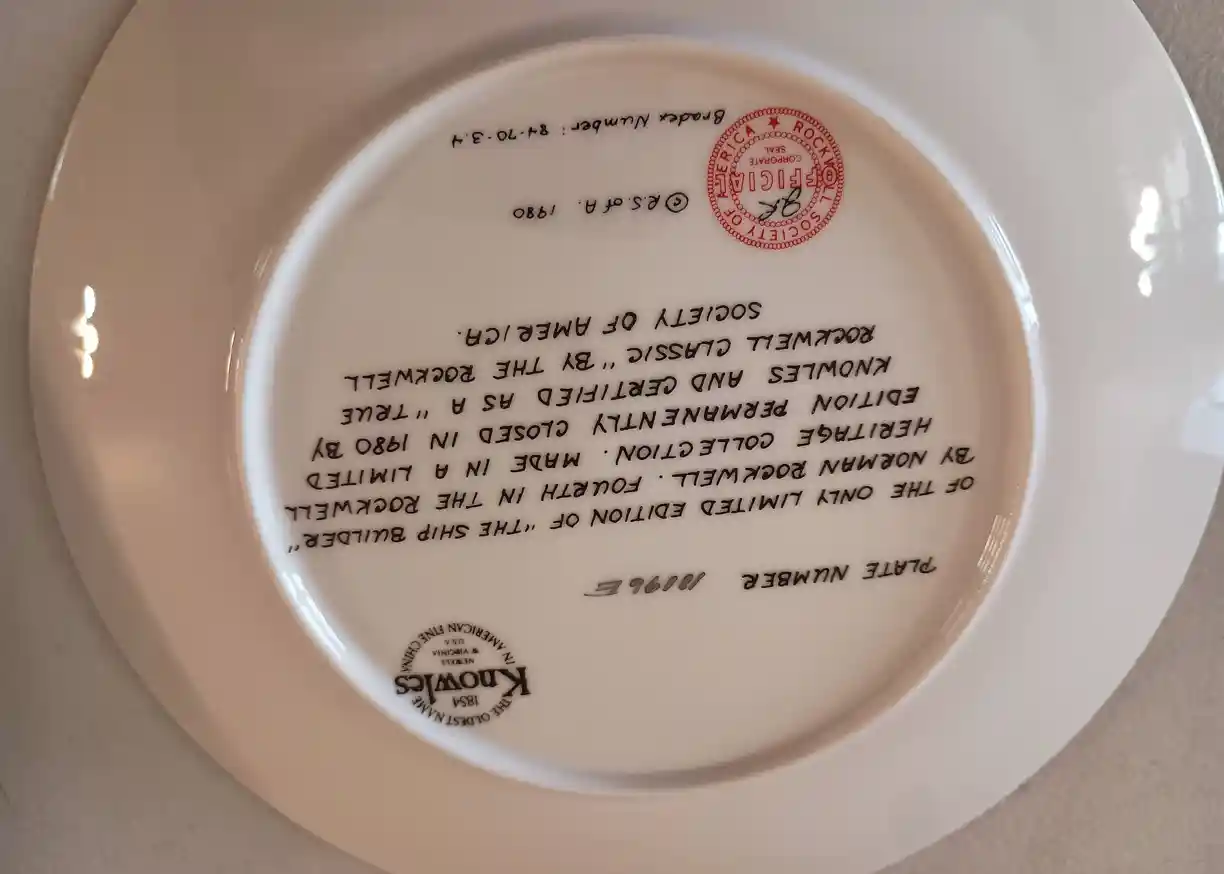 THE OLDEST NAME
1854
Knowles
NEWELL
W VIRGINIA
U.S.A.
IN AMERICAN FINE CHINA
PLATE NUMBER 10196E
OF THE ONLY LIMITED EDITION OF "THE SHIP BUILDER"
BY NORMAN ROCKWELL. FOURTH IN THE ROCKWELL
HERITAGE COLLECTION. MADE IN A LIMITED
EDITION PERMANENTLY CLOSED IN 1980 BY
KNOWLES AND CERTIFIED AS A "TRUE
ROCKWELL CLASSIC" BY THE ROCKWELL
SOCIETY OF AMERICA.
© R.S. of A. 1980
Bradex Number: 84-70-3.4
ROCKWELL SOCIETY OF AMERICA
OFFICIAL
CORPORATE
SEAL